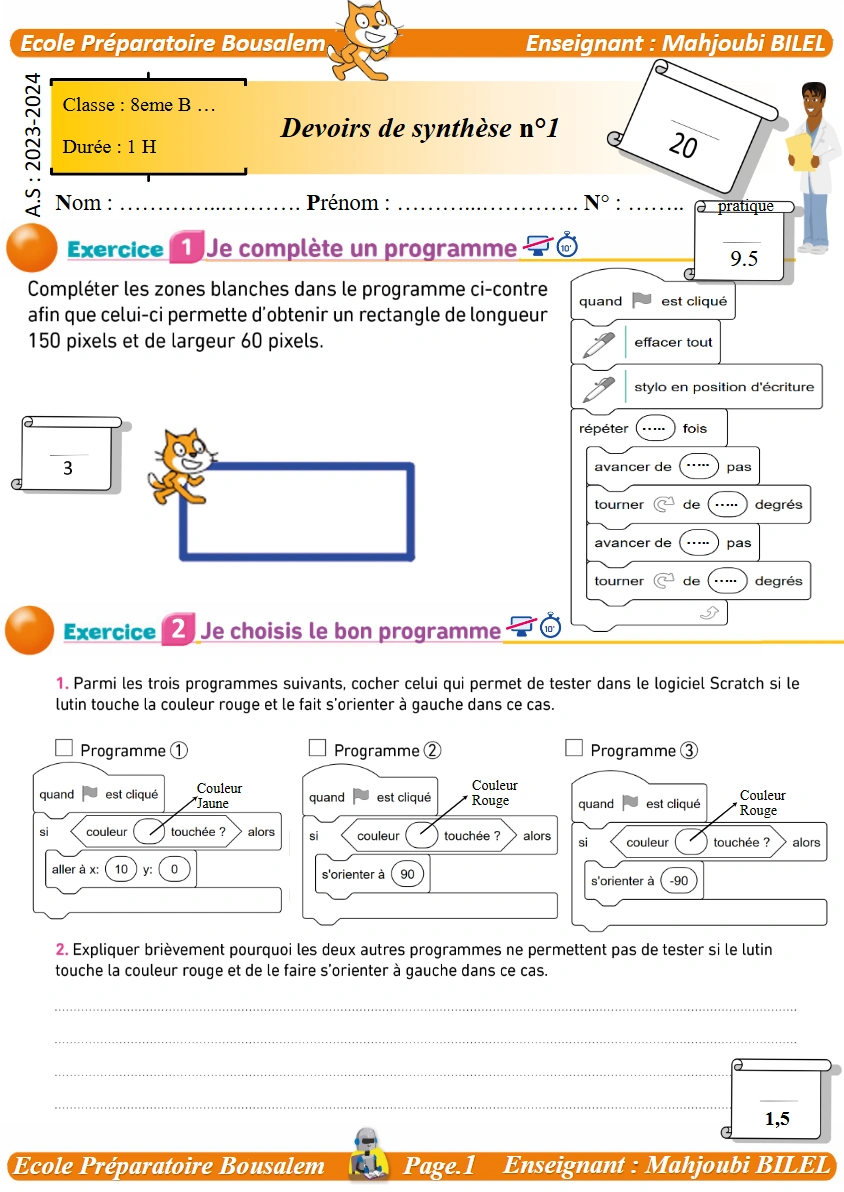 Ecole Préparatoire Bousalem
Enseignant : Mahjoubi BILEL
A.S : 2023-2024
Classe : 8eme B …
Durée : 1 H
Devoirs de synthèse n°1
20
Nom : …………...………. Prénom : ………..…………. N° : ……..
pratique
9.5
Exercice 1 Je complète un programme
10'
Compléter les zones blanches dans le programme ci-contre
afin que celui-ci permette d'obtenir un rectangle de longueur
150 pixels et de largeur 60 pixels.
3
quand est cliqué
effacer tout
stylo en position d'écriture
répéter ..... fois
avancer de ..... pas
tourner de ..... degrés
avancer de ..... pas
tourner de ..... degrés
Exercice 2 Je choisis le bon programme
10'
1. Parmi les trois programmes suivants, cocher celui qui permet de tester dans le logiciel Scratch si le
lutin touche la couleur rouge et le fait s'orienter à gauche dans ce cas.
Programme ①
quand est cliqué
Couleur
Jaune
si couleur touchée ? alors
aller à x: 10 y: 0
Programme ②
quand est cliqué
Couleur
Rouge
si couleur touchée ? alors
s'orienter à 90
Programme ③
quand est cliqué
Couleur
Rouge
si couleur touchée ? alors
s'orienter à -90
2. Expliquer brièvement pourquoi les deux autres programmes ne permettent pas de tester si le lutin
touche la couleur rouge et de le faire s'orienter à gauche dans ce cas.
1,5
Ecole Préparatoire Bousalem
Page.1
Enseignant : Mahjoubi BILEL